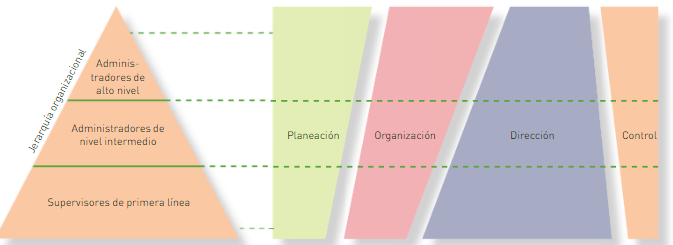 Jerarquía organizacional
Adminis-
tradores de
alto nivel
Administradores de
nivel intermedio
Supervisores de primera línea
Planeación
Organización
Dirección
Control